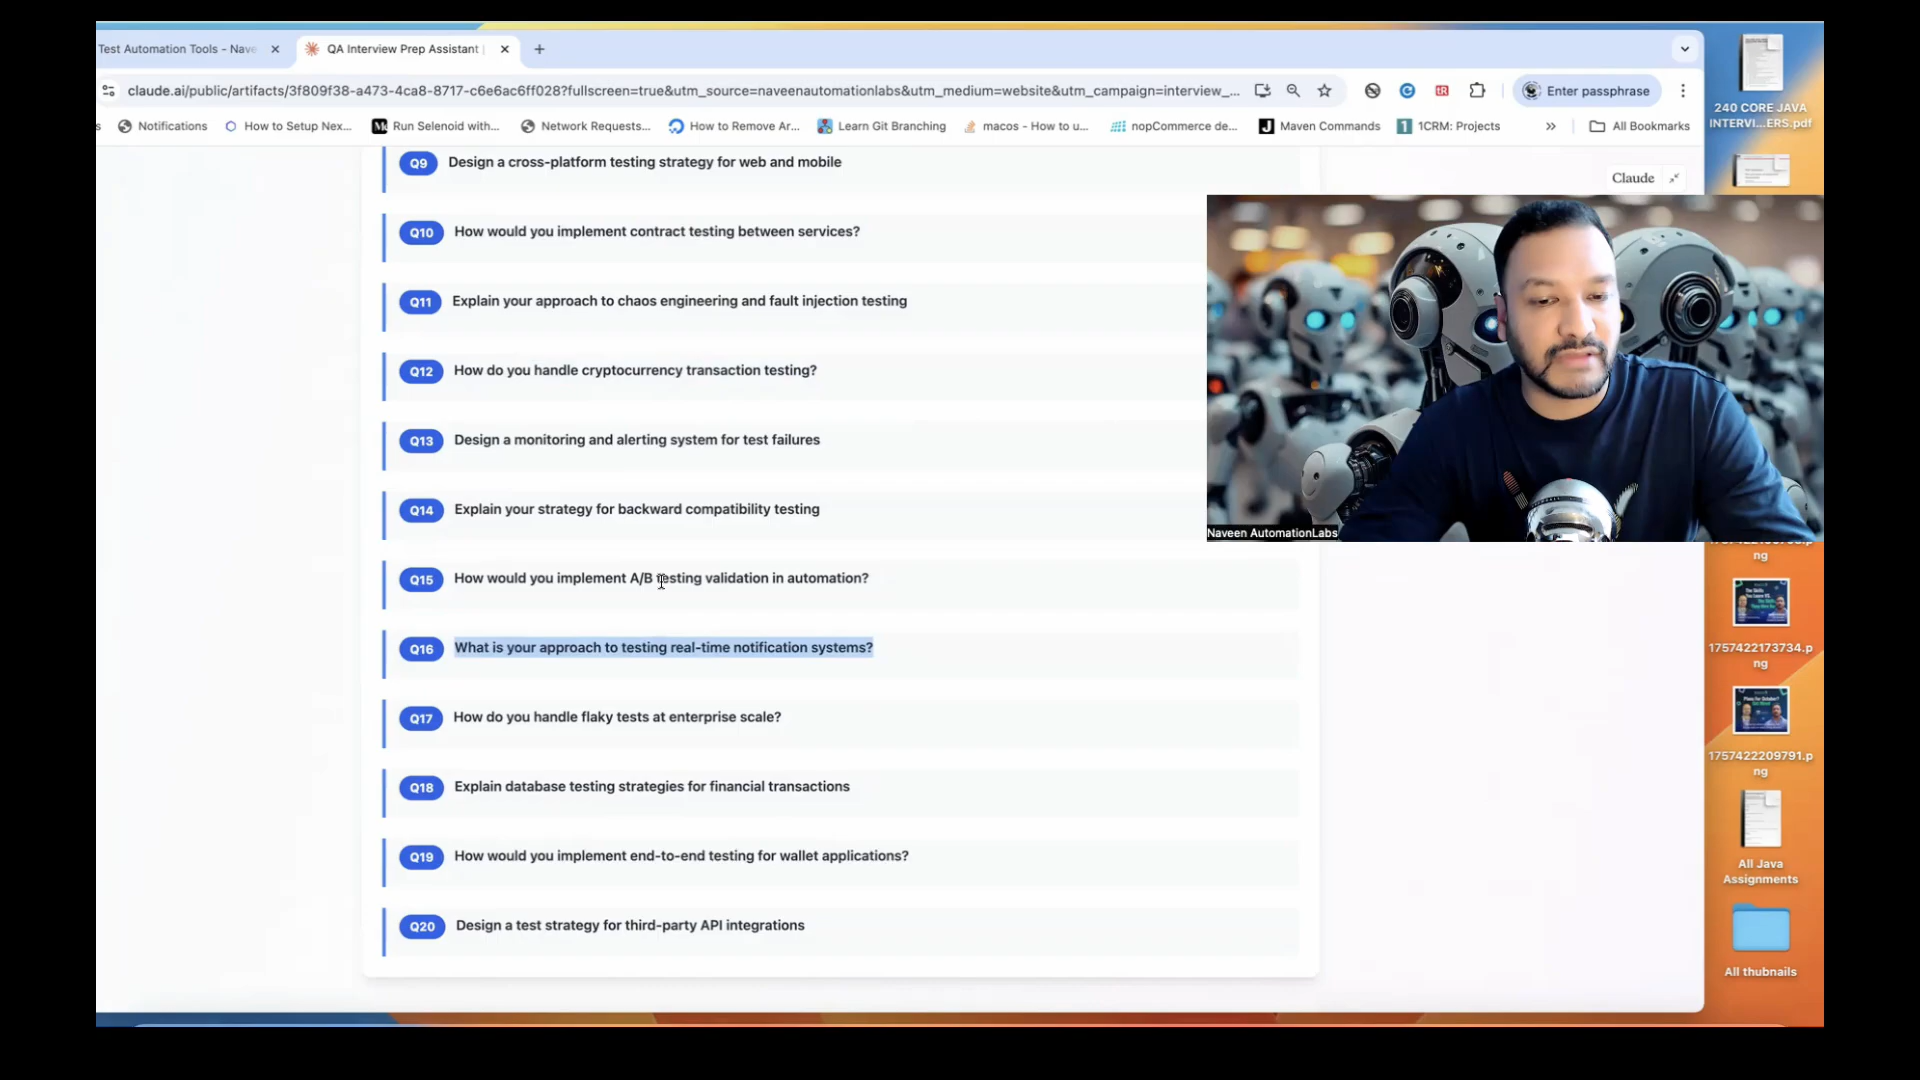 Test Automation Tools - Nave
QA Interview Prep Assistant
claude.ai/public/artifacts/3f809f38-a473-4ca8-8717-c6e6ac6ff028?fullscreen=true&utm_source=naveenautomationlabs&utm_medium=website&utm_campaign=interview_...
Enter passphrase
s
Notifications
How to Setup Nex...
Run Selenoid with...
Network Requests...
How to Remove Ar...
Learn Git Branching
macos - How to u...
nopCommerce de...
Maven Commands
1CRM: Projects
All Bookmarks
240 CORE JAVA
INTERVI...ERS.pdf
Claude
Q9 Design a cross-platform testing strategy for web and mobile
Q10 How would you implement contract testing between services?
Q11 Explain your approach to chaos engineering and fault injection testing
Q12 How do you handle cryptocurrency transaction testing?
Q13 Design a monitoring and alerting system for test failures
Q14 Explain your strategy for backward compatibility testing
Q15 How would you implement A/B testing validation in automation?
Q16 What is your approach to testing real-time notification systems?
Q17 How do you handle flaky tests at enterprise scale?
Q18 Explain database testing strategies for financial transactions
Q19 How would you implement end-to-end testing for wallet applications?
Q20 Design a test strategy for third-party API integrations
Naveen AutomationLabs
ng
1757422173734.p
ng
1757422209791.p
ng
All Java
Assignments
All thubnails